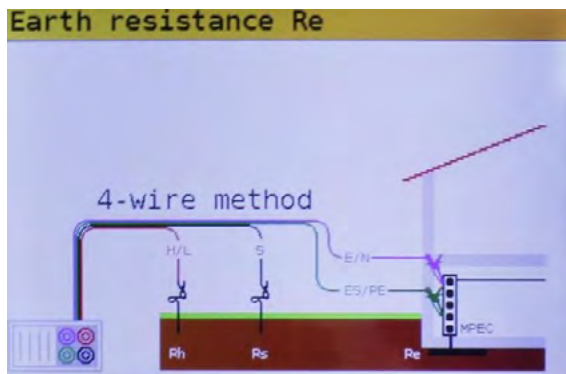 Earth resistance Re
4-wire method
H/L
S
E/N
ES/PE
MPEC
Rh
Rs
Re